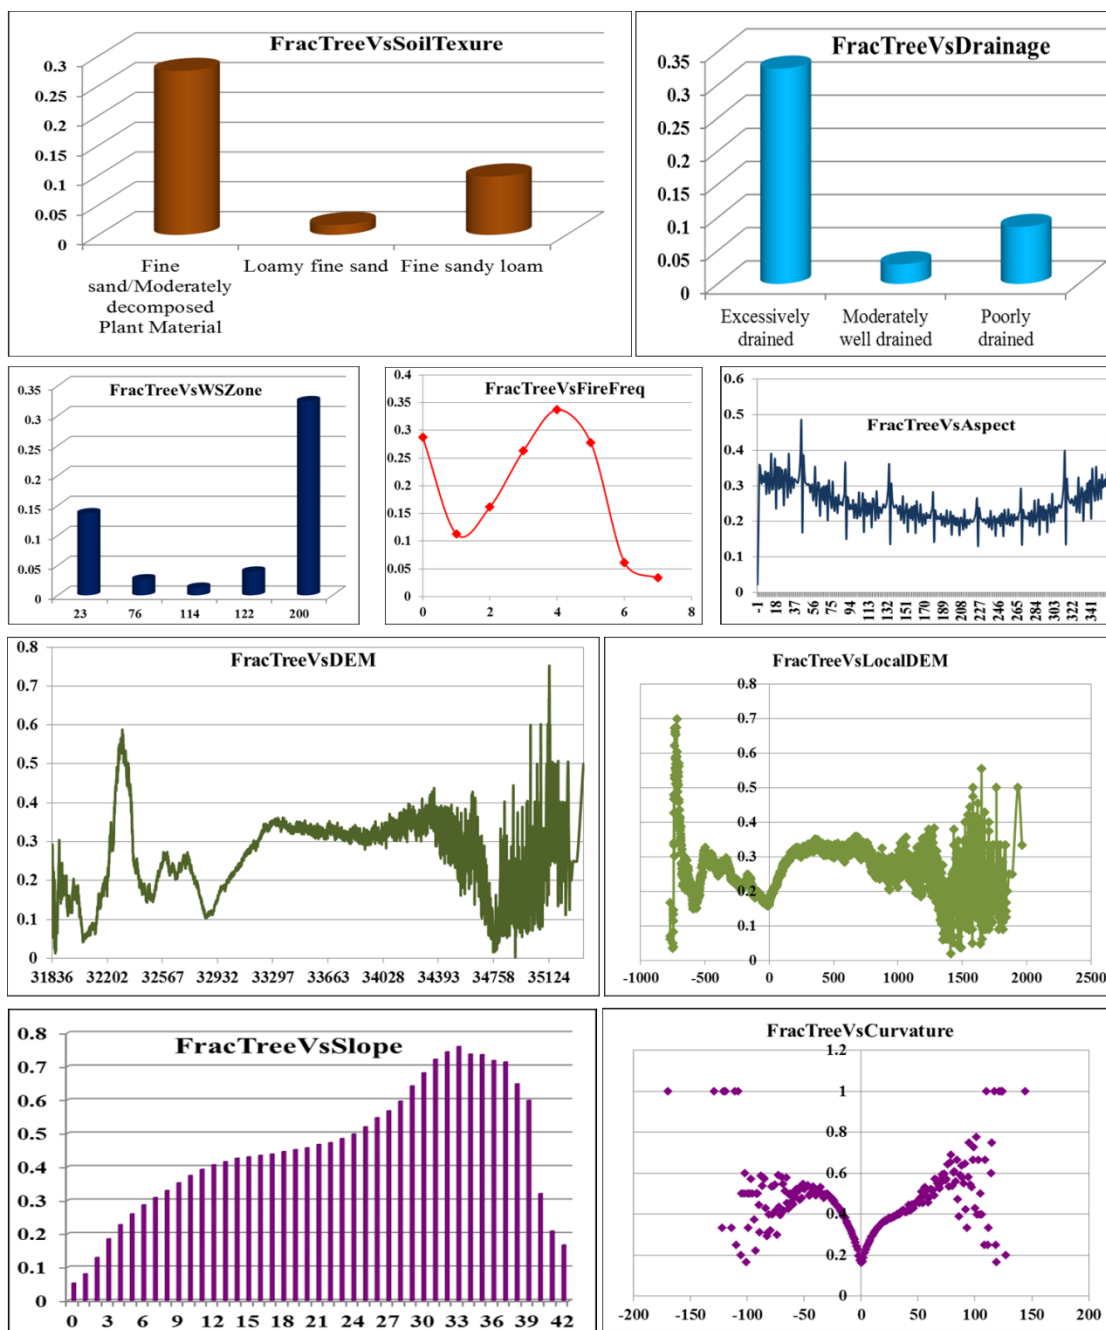 FracTreeVsSoilTexure
0.3
0.25
0.2
0.15
0.1
0.05
0
Fine
sand/Moderately
decomposed
Plant Material
Loamy fine sand
Fine sandy loam
FracTreeVsDrainage
0.35
0.3
0.25
0.2
0.15
0.1
0.05
0
Excessively
drained
Moderately
well drained
Poorly
drained
FracTreeVsWSZone
0.35
0.3
0.25
0.2
0.15
0.1
0.05
0
23 76 114 122 200
FracTreeVsFireFreq
0.4
0.35
0.3
0.25
0.2
0.15
0.1
0.05
0
0 2 4 6 8
FracTreeVsAspect
0.6
0.5
0.4
0.3
0.2
0.1
0
-1 18 37 56 75 94 113 132 151 170 189 208 227 246 265 284 303 322 341
FracTreeVsDEM
0.8
0.7
0.6
0.5
0.4
0.3
0.2
0.1
0
31836 32202 32567 32932 33297 33663 34028 34393 34758 35124
FracTreeVsLocalDEM
0.8
0.7
0.6
0.5
0.4
0.3
0.2
0.1
0
-1000 -500 0 500 1000 1500 2000 2500
FracTreeVsSlope
0.8
0.7
0.6
0.5
0.4
0.3
0.2
0.1
0
0 3 6 9 12 15 18 21 24 27 30 33 36 39 42
FracTreeVsCurvature
1.2
1
0.8
0.6
0.4
0.2
0
-200 -150 -100 -50 0 50 100 150 200